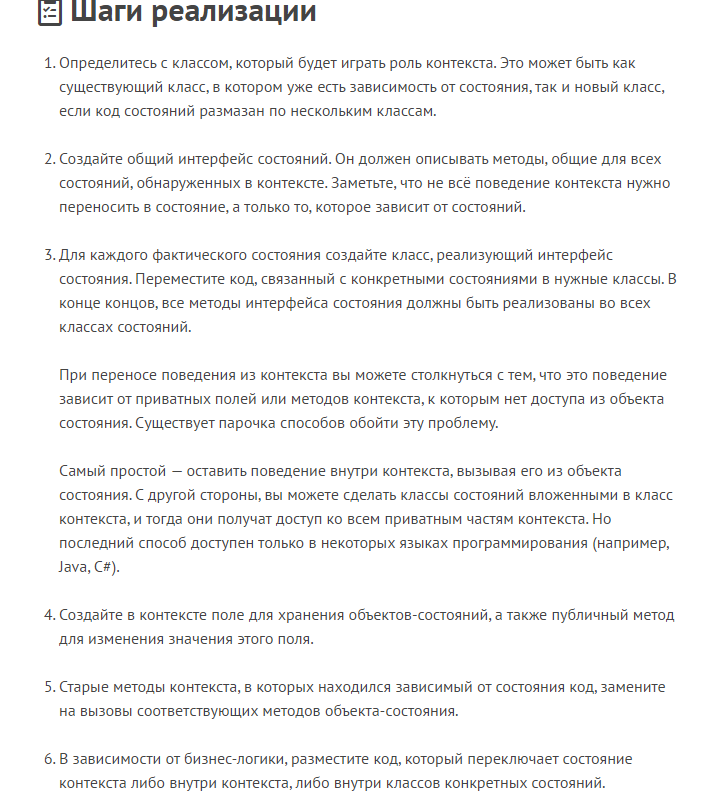 Шаги реализации
1. Определитесь с классом, который будет играть роль контекста. Это может быть как
существующий класс, в котором уже есть зависимость от состояния, так и новый класс,
если код состояний размазан по нескольким классам.
2. Создайте общий интерфейс состояний. Он должен описывать методы, общие для всех
состояний, обнаруженных в контексте. Заметьте, что не всё поведение контекста нужно
переносить в состояние, а только то, которое зависит от состояний.
3. Для каждого фактического состояния создайте класс, реализующий интерфейс
состояния. Переместите код, связанный с конкретными состояниями в нужные классы. В
конце концов, все методы интерфейса состояния должны быть реализованы во всех
классах состояний.
При переносе поведения из контекста вы можете столкнуться с тем, что это поведение
зависит от приватных полей или методов контекста, к которым нет доступа из объекта
состояния. Существует парочка способов обойти эту проблему.
Самый простой — оставить поведение внутри контекста, вызывая его из объекта
состояния. С другой стороны, вы можете сделать классы состояний вложенными в класс
контекста, и тогда они получат доступ ко всем приватным частям контекста. Но
последний способ доступен только в некоторых языках программирования (например,
Java, C#).
4. Создайте в контексте поле для хранения объектов-состояний, а также публичный метод
для изменения значения этого поля.
5. Старые методы контекста, в которых находился зависимый от состояния код, замените
на вызовы соответствующих методов объекта-состояния.
6. В зависимости от бизнес-логики, разместите код, который переключает состояние
контекста либо внутри контекста, либо внутри классов конкретных состояний.